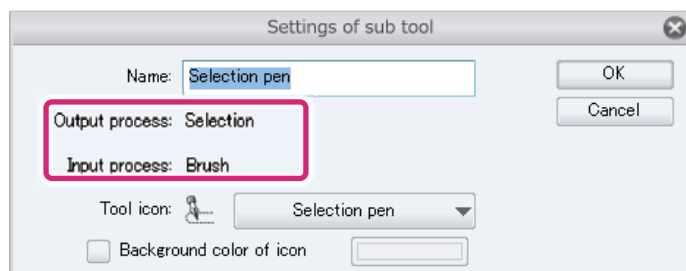 Settings of sub tool
Name: Selection pen OK
Output process: Selection Cancel
Input process: Brush
Tool icon: Selection pen
Background color of icon